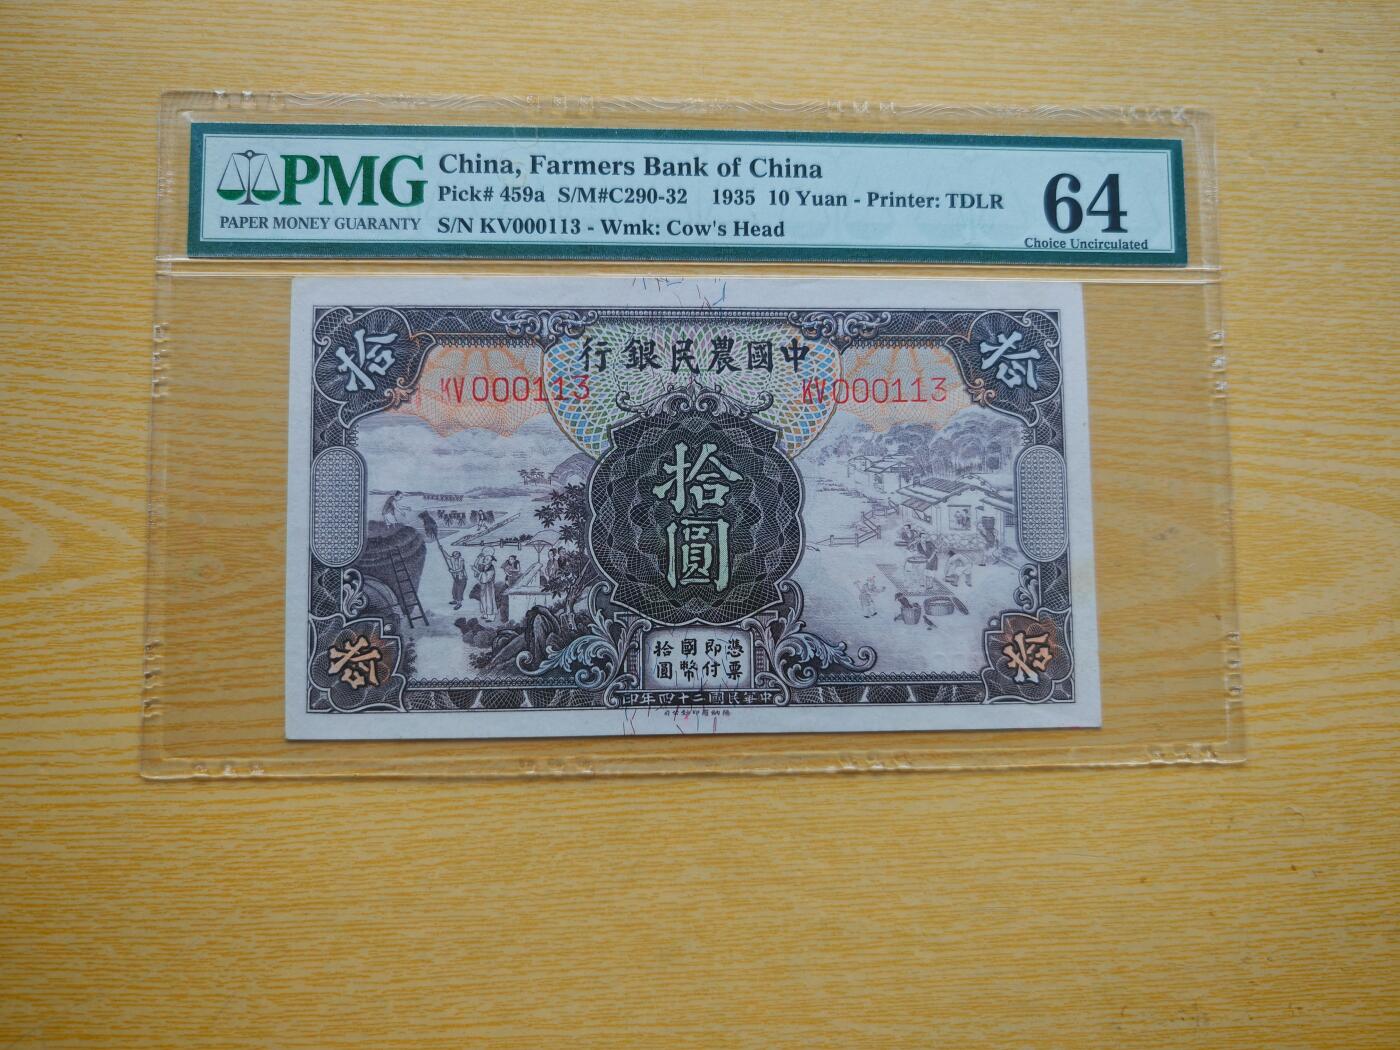 PMG
PAPER MONEY GUARANTY
China, Farmers Bank of China
Pick# 459a S/M#C290-32 1935 10 Yuan - Printer: TDLR
S/N KV000113 - Wmk: Cow's Head
64
Choice Uncirculated
拾
行銀民農國中
拾
KV000113
KV000113
拾
圓
憑票
即付
國幣
拾圓
拾
拾
印年四十二國民華中